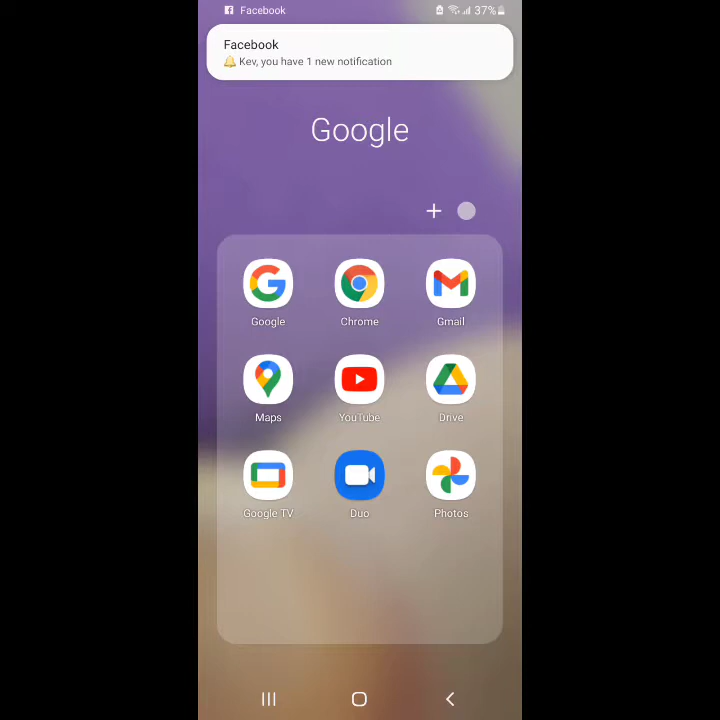 Facebook
37%
Facebook
🔔 Kev, you have 1 new notification
Google
Google
Chrome
Gmail
Maps
YouTube
Drive
Google TV
Duo
Photos